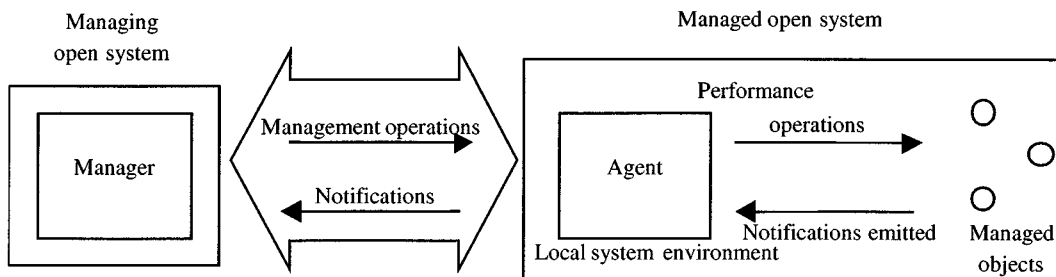 Managing
open system
Managed open system
Manager
Management operations
Notifications
Agent
Performance
operations
Notifications emitted
Local system environment
Managed
objects